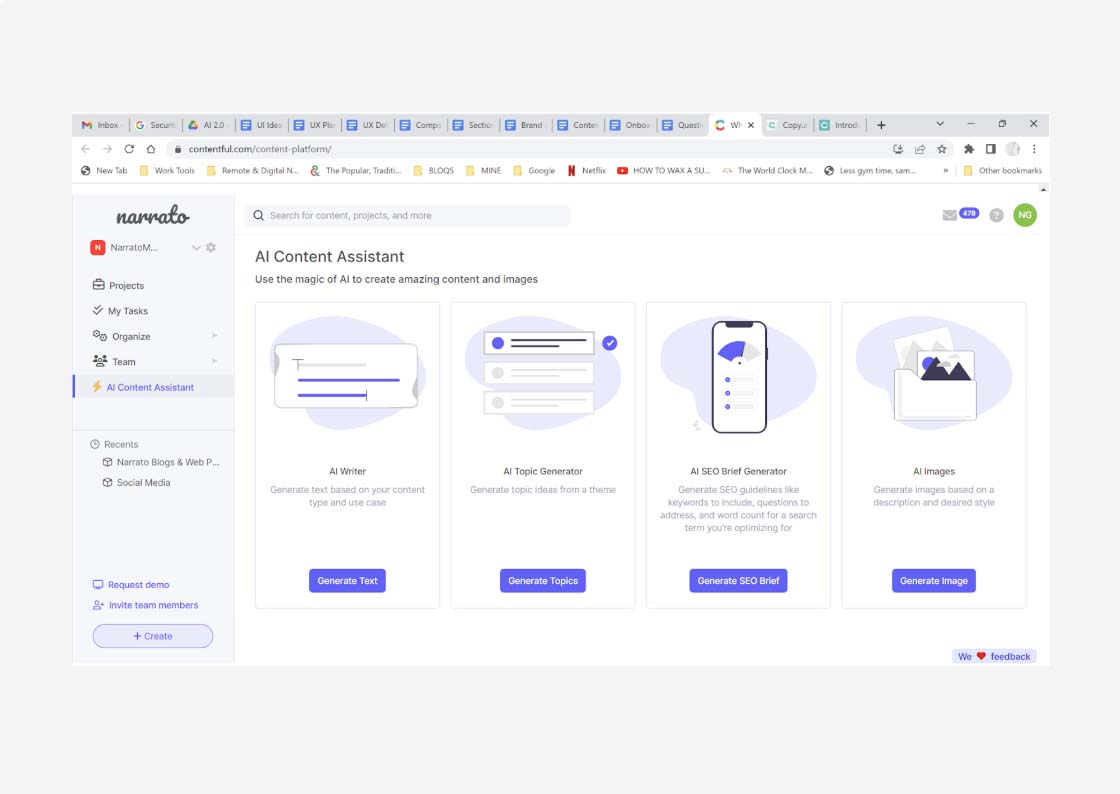 Inbox Securit AI 2.0 UI Idea UX Plan UX Del Compa Section Brand Conten Onboa Questi Wh Copy.a Introdu
contentful.com/content-platform/
New Tab Work Tools Remote & Digital N... The Popular, Traditi... BLOQS MINE Google Netflix HOW TO WAX A SU... The World Clock M... Less gym time, sam... » Other bookmarks
narrato
Search for content, projects, and more
478
?
NG
N NarratoM...
Projects
My Tasks
Organize
Team
AI Content Assistant
Recents
Narrato Blogs & Web P...
Social Media
Request demo
Invite team members
+ Create
AI Content Assistant
Use the magic of AI to create amazing content and images
AI Writer
Generate text based on your content
type and use case
Generate Text
AI Topic Generator
Generate topic ideas from a theme
Generate Topics
AI SEO Brief Generator
Generate SEO guidelines like
keywords to include, questions to
address, and word count for a search
term you're optimizing for
Generate SEO Brief
AI Images
Generate images based on a
description and desired style
Generate Image
We ❤ feedback